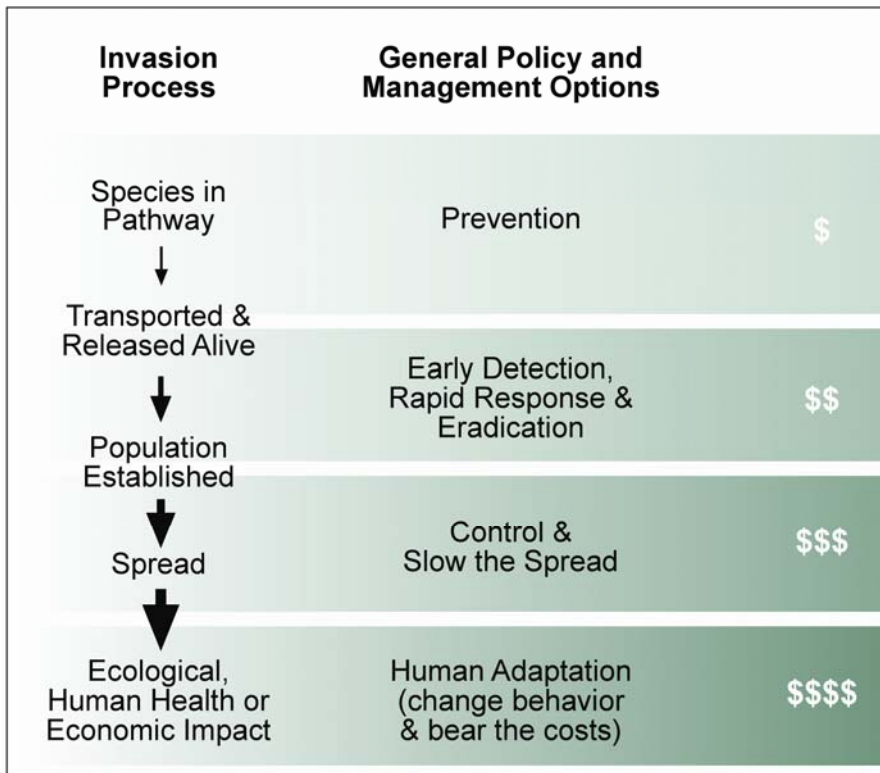 Invasion
Process
General Policy and
Management Options
Species in
Pathway
Prevention
$
Transported &
Released Alive
Early Detection,
Rapid Response &
Eradication
$$
Population
Established
Control &
Slow the Spread
$$$
Spread
Ecological,
Human Health or
Economic Impact
Human Adaptation
(change behavior
& bear the costs)
$$$$